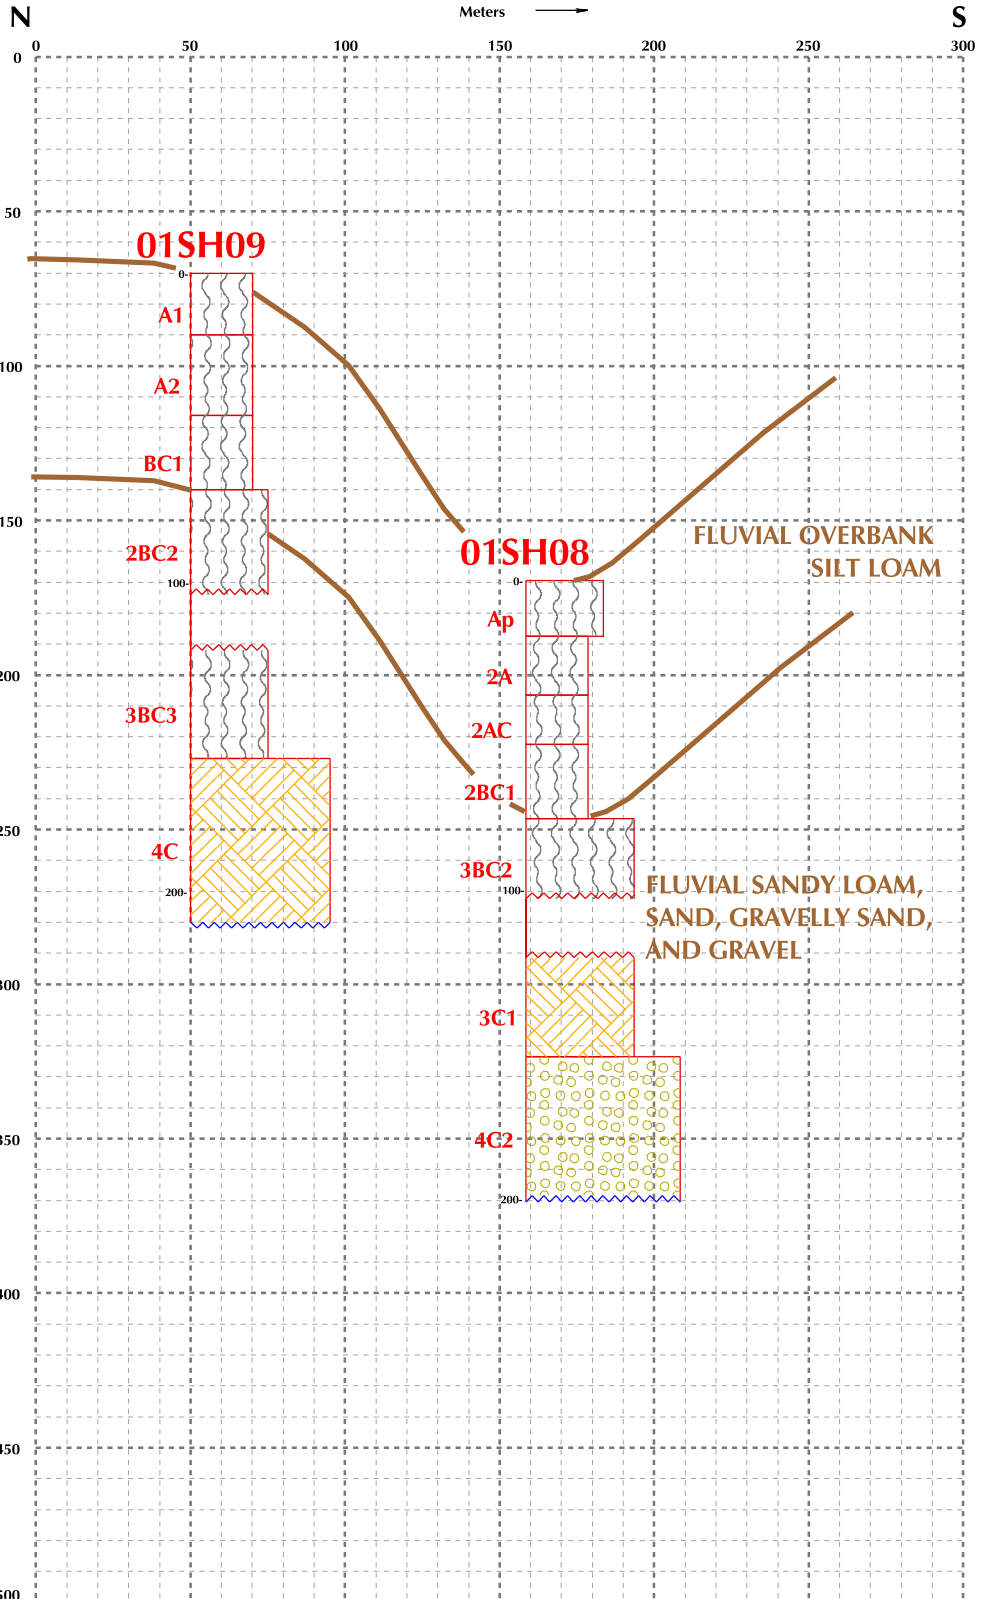 N Meters S
0 50 100 150 200 250 300
0
50
01SH09
0-
A1
100
A2
BC1
150
FLUVIAL OVERBANK
SILT LOAM
2BC2
01SH08
100-
0-
Ap
200
2A
3BC3
2AC
2BC1
250
4C
3BC2
200-
100-
FLUVIAL SANDY LOAM,
SAND, GRAVELLY SAND,
AND GRAVEL
300
3C1
350
4C2
200-
400
450
500